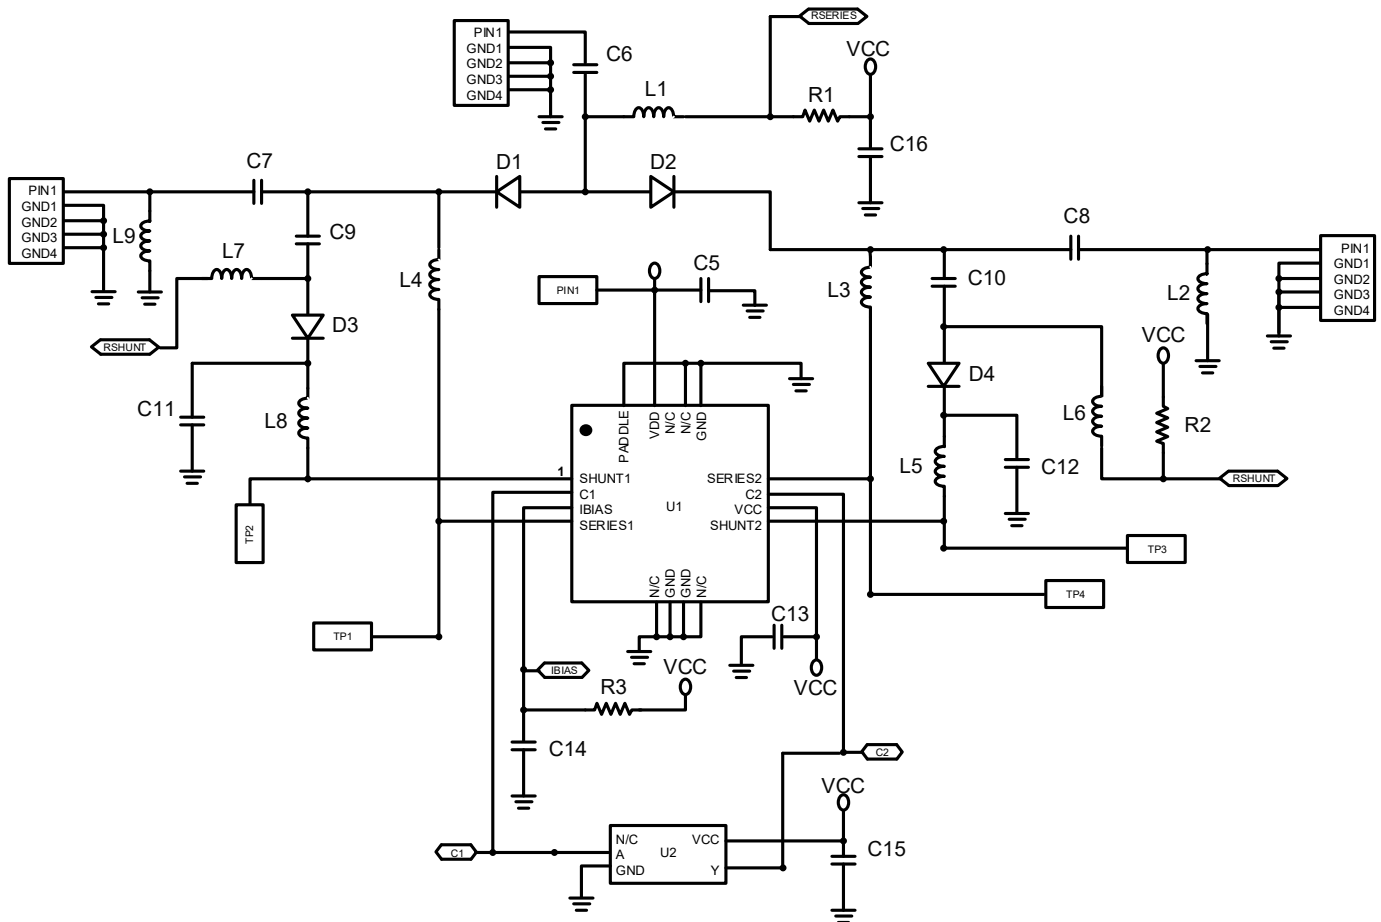 RSERIES
PIN1
GND1
GND2
GND3
GND4
C6
VCC
L1
R1
C16
C7
D1
D2
PIN1
GND1
GND2
GND3
GND4
L9
C9
L7
L4
C8
PIN1
GND1
GND2
GND3
GND4
C5
PIN1
L3
C10
L2
VCC
D3
RSHUNT
D4
C11
L8
L6
R2
PADDLE
VDD
N/C
N/C
GND
L5
C12
1
SHUNT1
C1
IBIAS
SERIES1
U1
SERIES2
C2
VCC
SHUNT2
RSHUNT
TP2
TP3
N/C
GND
GND
N/C
TP4
TP1
C13
IBIAS
VCC
VCC
R3
C14
C2
VCC
N/C
A
GND
U2
VCC
Y
C15
C1